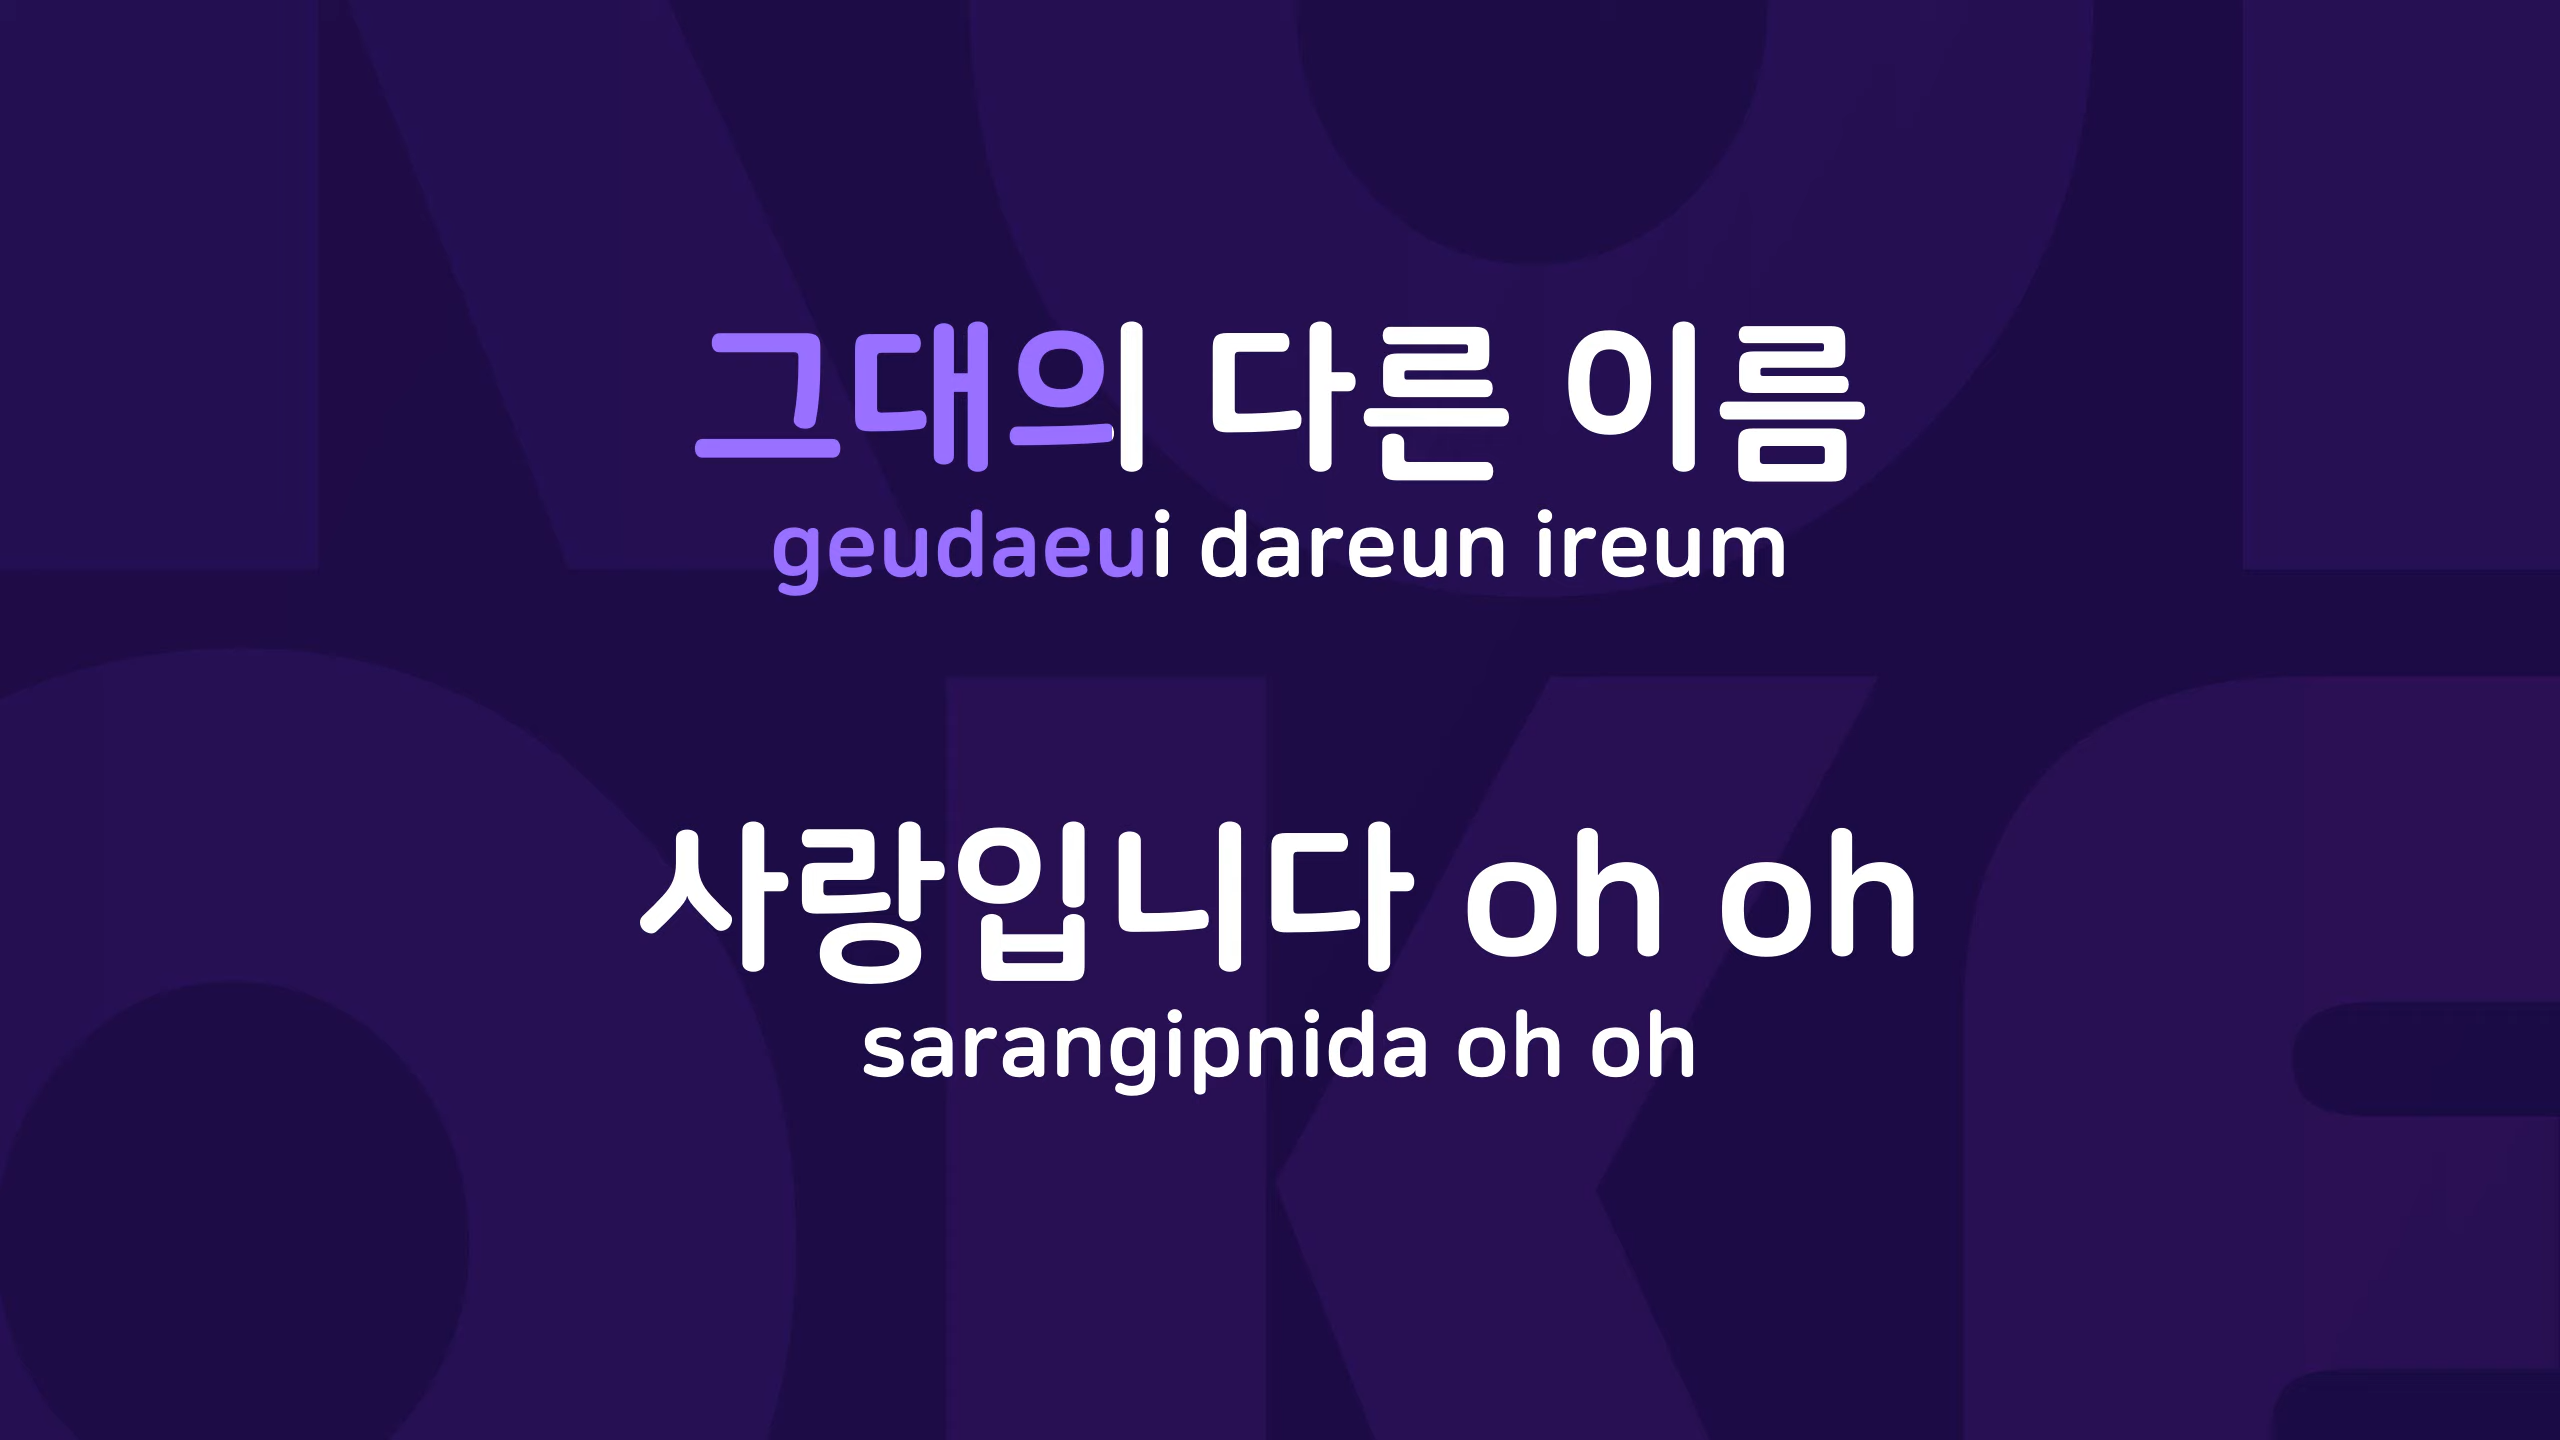 그대의 다른 이름
geudaeui dareun ireum
사랑입니다 oh oh
sarangipnida oh oh